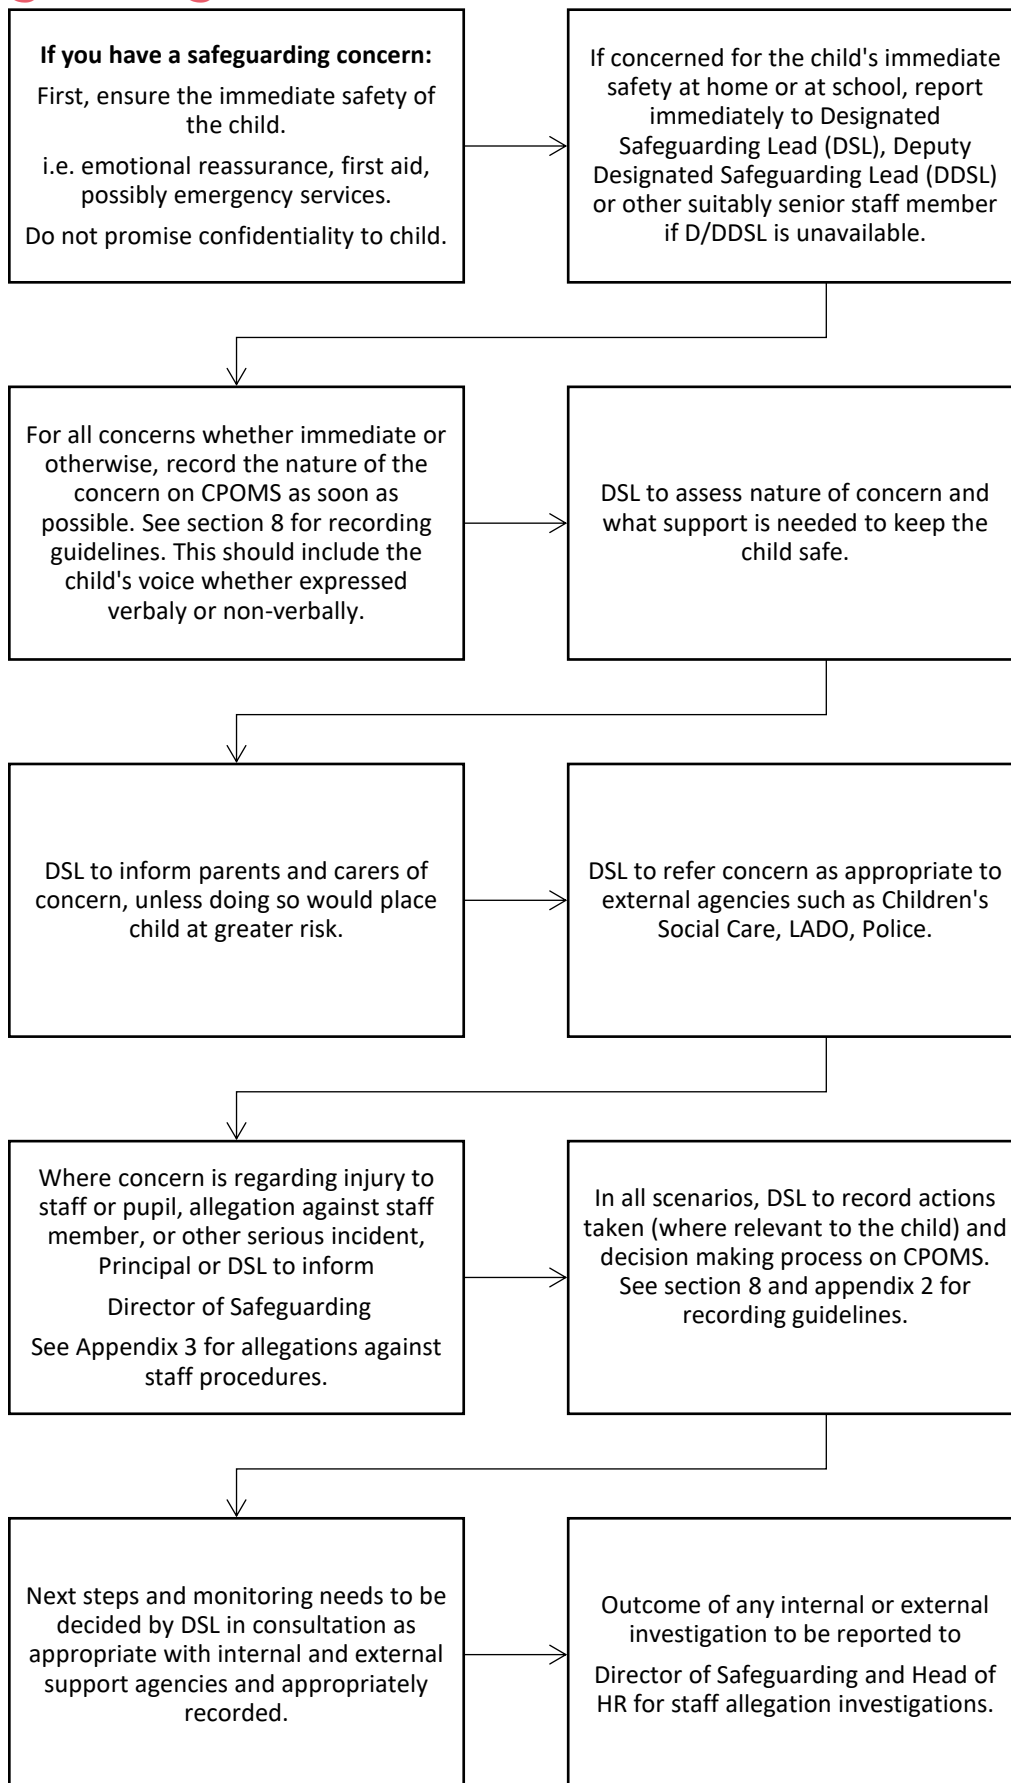 If you have a safeguarding concern:
First, ensure the immediate safety of
the child.
i.e. emotional reassurance, first aid,
possibly emergency services.
Do not promise confidentiality to child.
If concerned for the child's immediate
safety at home or at school, report
immediately to Designated
Safeguarding Lead (DSL), Deputy
Designated Safeguarding Lead (DDSL)
or other suitably senior staff member
if D/DDSL is unavailable.
For all concerns whether immediate or
otherwise, record the nature of the
concern on CPOMS as soon as
possible. See section 8 for recording
guidelines. This should include the
child's voice whether expressed
verbaly or non-verbally.
DSL to assess nature of concern and
what support is needed to keep the
child safe.
DSL to inform parents and carers of
concern, unless doing so would place
child at greater risk.
DSL to refer concern as appropriate to
external agencies such as Children's
Social Care, LADO, Police.
Where concern is regarding injury to
staff or pupil, allegation against staff
member, or other serious incident,
Principal or DSL to inform
Director of Safeguarding
See Appendix 3 for allegations against
staff procedures.
In all scenarios, DSL to record actions
taken (where relevant to the child) and
decision making process on CPOMS.
See section 8 and appendix 2 for
recording guidelines.
Next steps and monitoring needs to be
decided by DSL in consultation as
appropriate with internal and external
support agencies and appropriately
recorded.
Outcome of any internal or external
investigation to be reported to
Director of Safeguarding and Head of
HR for staff allegation investigations.